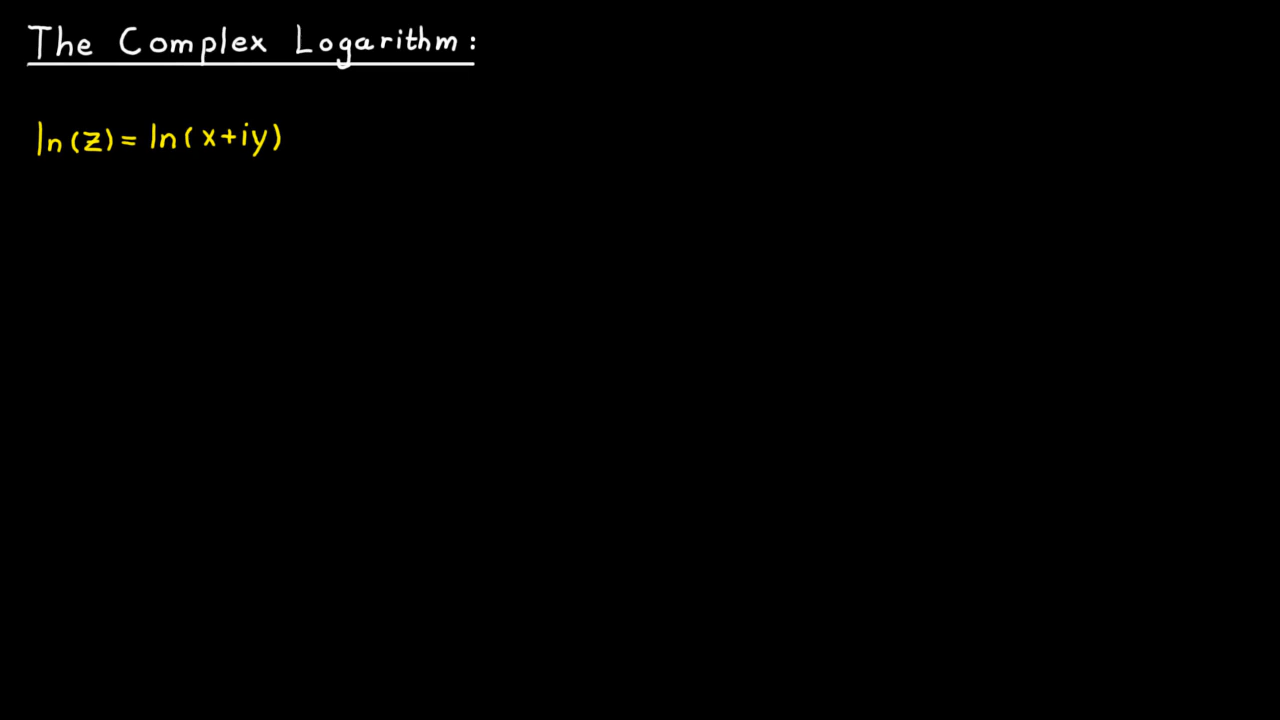 The Complex Logarithm:
ln(z) = ln(x+iy)